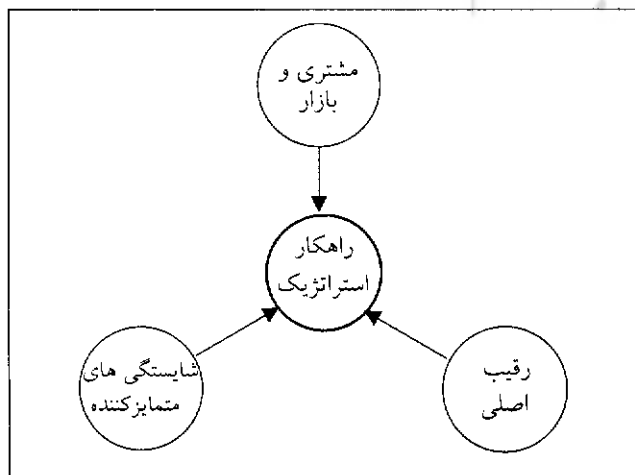 مشتری و
بازار
راهکار
استراتژیک
رقیب
اصلی
شایستگی های
متمایزکننده